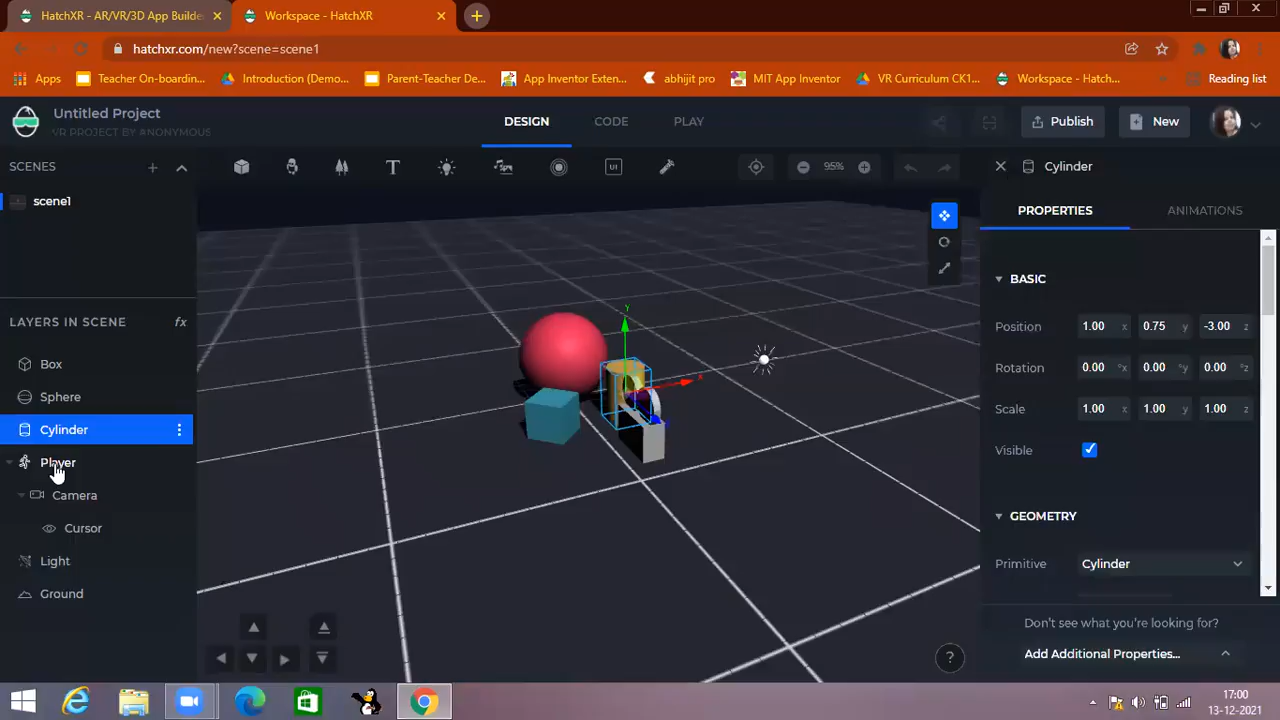 HatchXR - AR/VR/3D App Builde
Workspace - HatchXR
hatchxr.com/new?scene=scene1
Apps
Teacher On-boardin...
Introduction (Demo...
Parent-Teacher De...
App Inventor Exten...
abhijit pro
MIT App Inventor
VR Curriculum CK1...
Workspace - Hatch...
Reading list
Untitled Project
VR PROJECT BY ANONYMOUS
DESIGN
CODE
PLAY
Publish
New
SCENES
T
UI
95%
Cylinder
scene1
PROPERTIES
ANIMATIONS
BASIC
Position 1.00 x 0.75 y -3.00 z
Rotation 0.00 x 0.00 y 0.00 z
Scale 1.00 x 1.00 y 1.00 z
Visible
GEOMETRY
Primitive Cylinder
LAYERS IN SCENE fx
Box
Sphere
Cylinder
Player
Camera
Cursor
Light
Ground
Y
X
?
Don't see what you're looking for?
Add Additional Properties...
17:00
13-12-2021